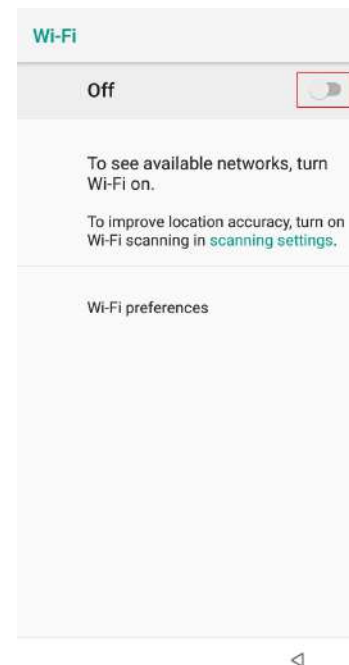 Wi-Fi
Off
To see available networks, turn
Wi-Fi on.
To improve location accuracy, turn on
Wi-Fi scanning in scanning settings.
Wi-Fi preferences